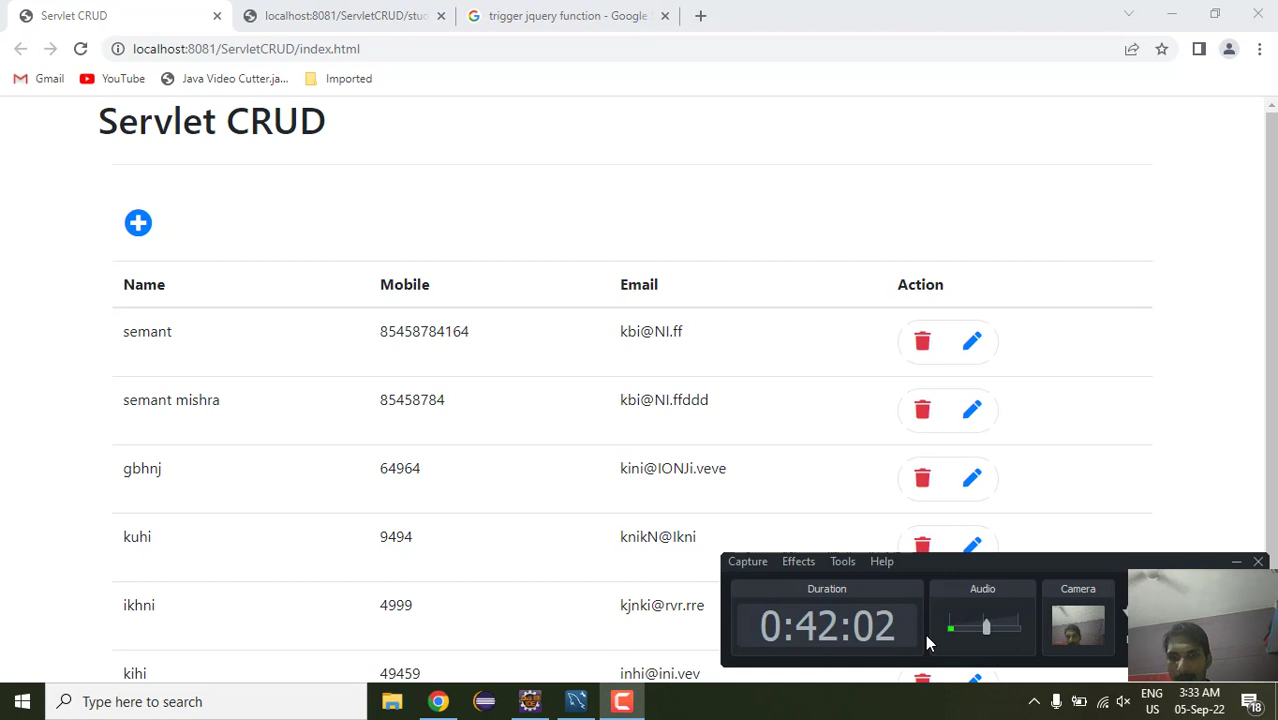 Servlet CRUD
localhost:8081/ServletCRUD/stud
trigger jquery function - Google S
localhost:8081/ServletCRUD/index.html
Gmail
YouTube
Java Video Cutter.ja...
Imported
Servlet CRUD
Name Mobile Email Action
semant 85458784164 kbi@NI.ff
semant mishra 85458784 kbi@NI.ffddd
gbhnj 64964 kini@IONJi.veve
kuhi 9494 knikN@Ikni
ikhni 4999 kjnki@rvr.rre
kihi 49459 inhi@ini.vev
Capture Effects Tools Help
Duration Audio Camera
0:42:02
Type here to search
ENG 3:33 AM
US 05-Sep-22
18